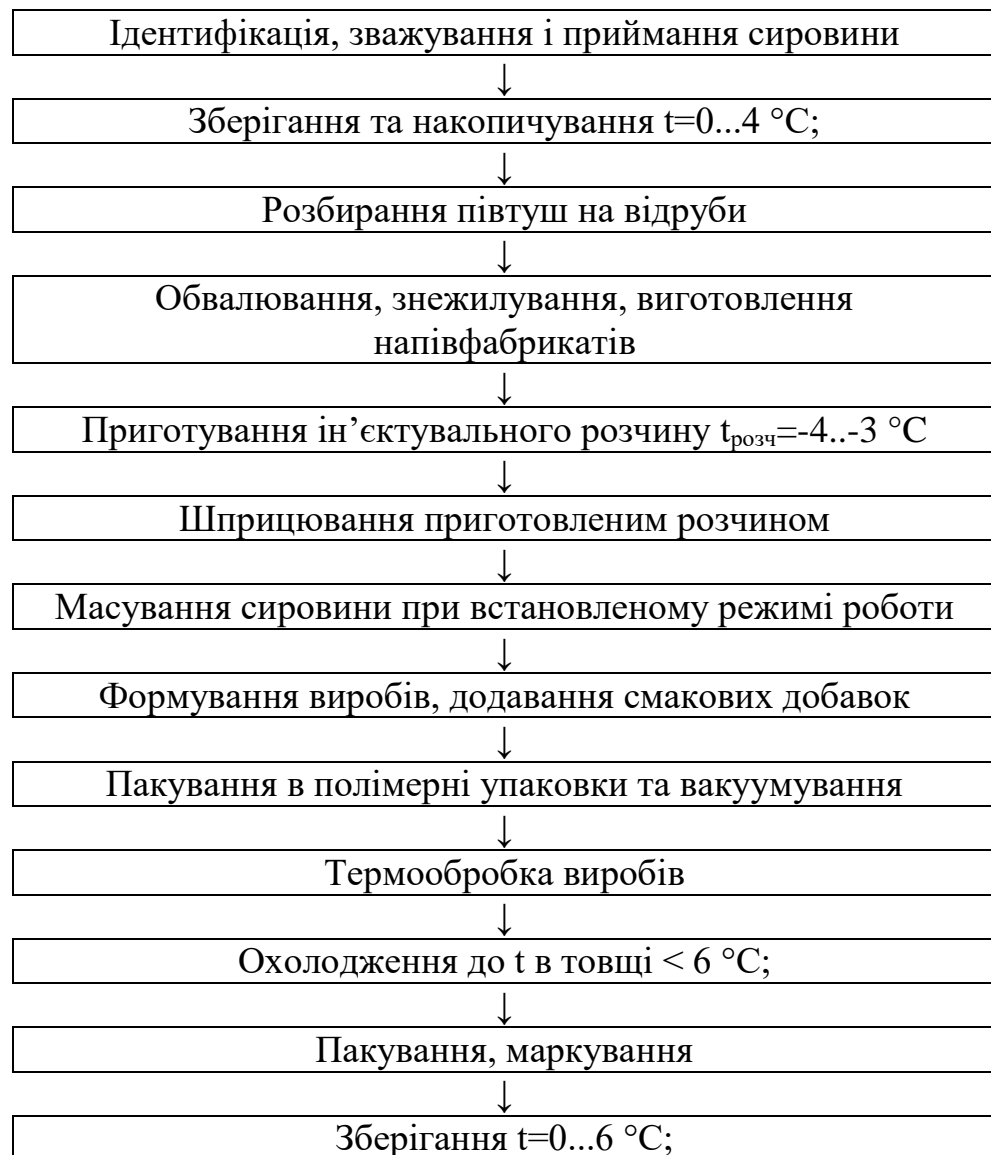 Ідентифікація, зважування і приймання сировини
↓
Зберігання та накопичування t=0...4 °C;
↓
Розбирання півтуш на відруби
↓
Обвалювання, знежилування, виготовлення
напівфабрикатів
↓
Приготування ін’єктувального розчину tрозч=-4..-3 °C
↓
Шприцювання приготовленим розчином
↓
Масування сировини при встановленому режимі роботи
↓
Формування виробів, додавання смакових добавок
↓
Пакування в полімерні упаковки та вакуумування
↓
Термообробка виробів
↓
Охолодження до t в товщі < 6 °C;
↓
Пакування, маркування
↓
Зберігання t=0...6 °C;